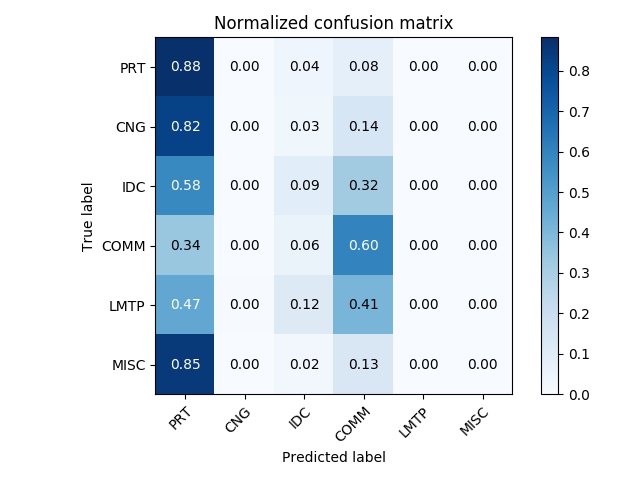 Normalized confusion matrix
True label
PRT 0.88 0.00 0.04 0.08 0.00 0.00
CNG 0.82 0.00 0.03 0.14 0.00 0.00
IDC 0.58 0.00 0.09 0.32 0.00 0.00
COMM 0.34 0.00 0.06 0.60 0.00 0.00
LMTP 0.47 0.00 0.12 0.41 0.00 0.00
MISC 0.85 0.00 0.02 0.13 0.00 0.00
PRT CNG IDC COMM LMTP MISC
Predicted label
0.8
0.7
0.6
0.5
0.4
0.3
0.2
0.1
0.0